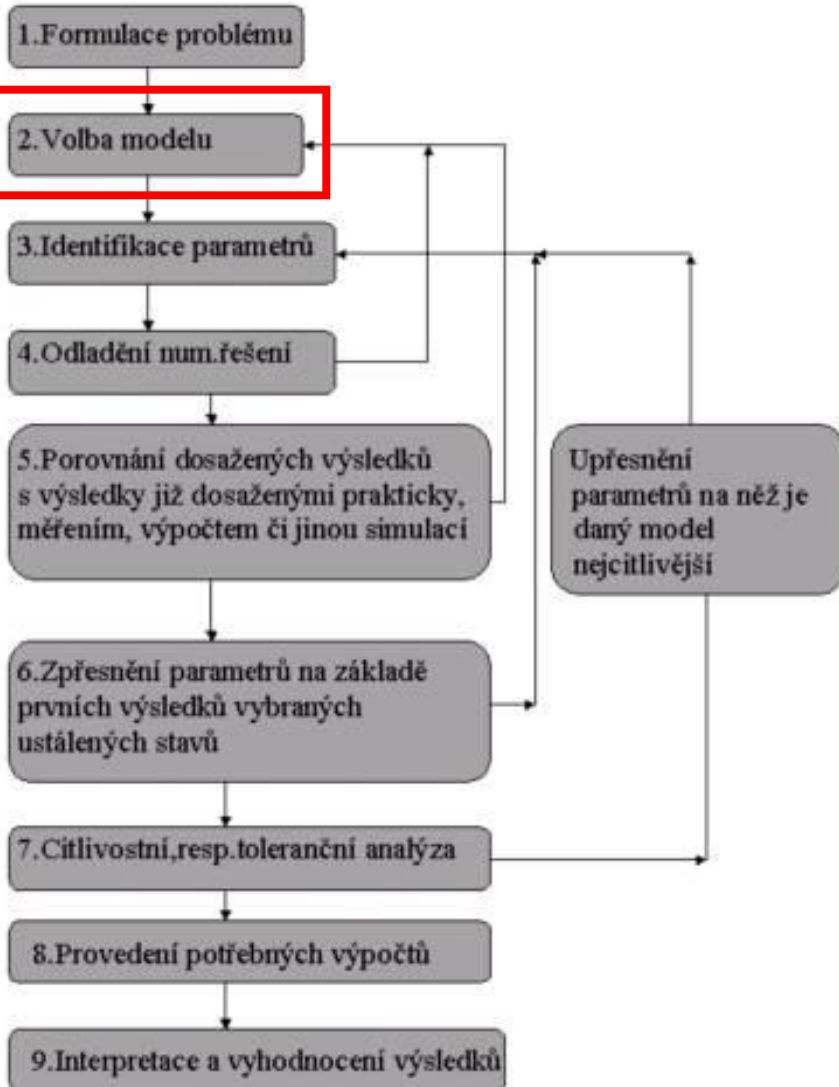 1.Formulace problému
2.Volba modelu
3.Identifikace parametrů
4.Odladění num.řešení
5.Porovnání dosažených výsledků
s výsledky již dosaženými prakticky,
měřením, výpočtem či jinou simulací
Upřesnění
parametrů na něž je
daný model
nejcitlivější
6.Zpřesnění parametrů na základě
prvních výsledků vybraných
ustálených stavů
7.Citlivostní,resp.toleranční analýza
8.Provedení potřebných výpočtů
9.Interpretace a vyhodnocení výsledků